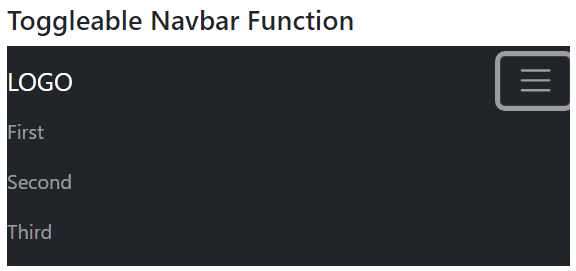 Toggleable Navbar Function
LOGO
First
Second
Third